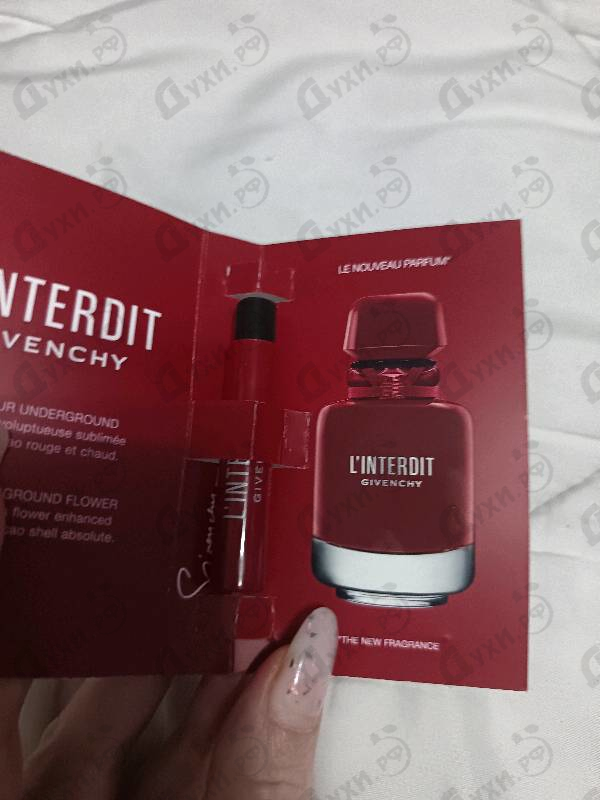 INTERDIT
VENCHY
UR UNDERGROUND
voluptueuse sublimée
ao rouge et chaud.
GROUND FLOWER
flower enhanced
cao shell absolute.
L'INTE
GIVE
Givenchy
LE NOUVEAU PARFUM*
L'INTERDIT
GIVENCHY
*THE NEW FRAGRANCE
Духи.рф